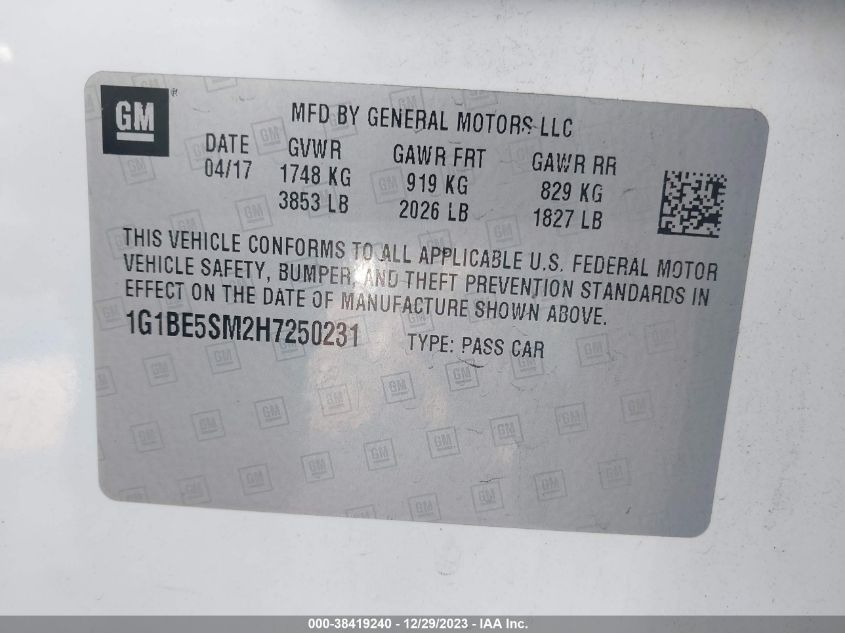 GM ®
MFD BY GENERAL MOTORS LLC
DATE GVWR GAWR FRT GAWR RR
04/17 1748 KG 919 KG 829 KG
3853 LB 2026 LB 1827 LB
THIS VEHICLE CONFORMS TO ALL APPLICABLE U.S. FEDERAL MOTOR
VEHICLE SAFETY, BUMPER, AND THEFT PREVENTION STANDARDS IN
EFFECT ON THE DATE OF MANUFACTURE SHOWN ABOVE.
1G1BE5SM2H7250231 TYPE: PASS CAR
000-38419240 - 12/29/2023 - IAA Inc.